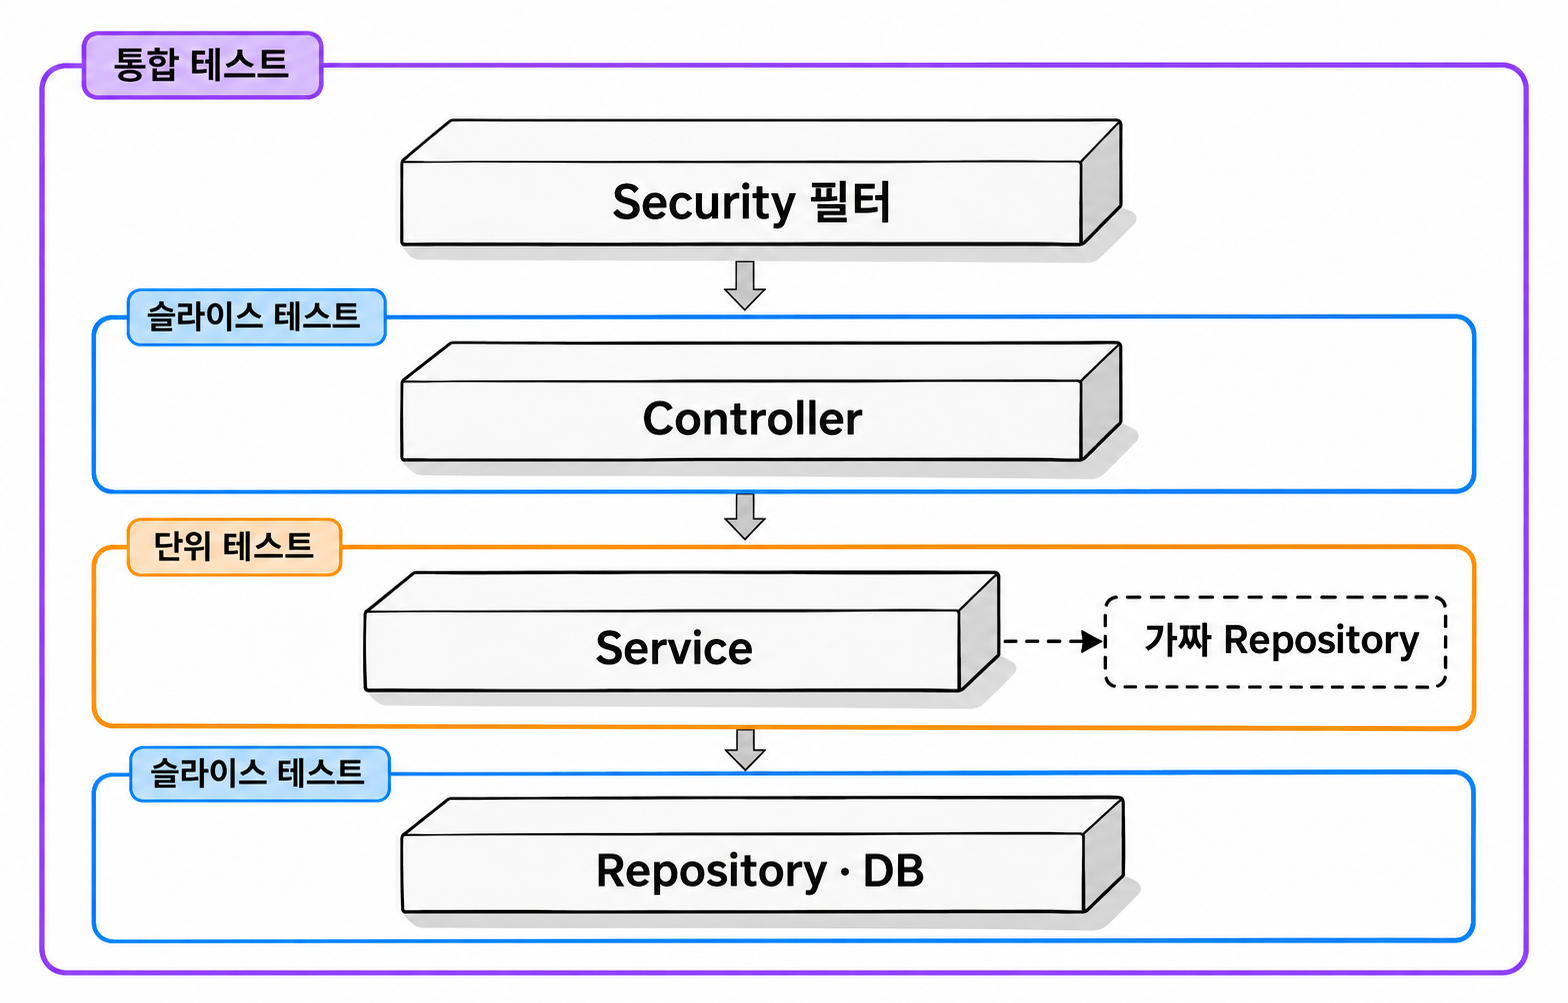 통합 테스트
Security 필터
슬라이스 테스트
Controller
단위 테스트
Service
가짜 Repository
슬라이스 테스트
Repository · DB